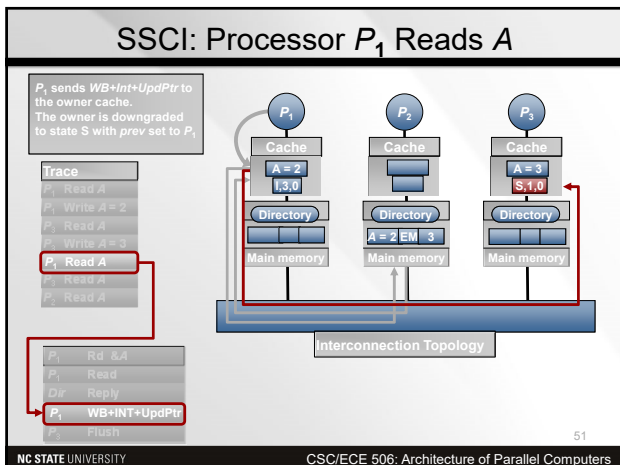 SSCI: Processor P1 Reads A
P1 sends WB+Int+UpdPtr to
the owner cache.
The owner is downgraded
to state S with prev set to P1
Trace
P1 Read A
P1 Write A = 2
P3 Read A
P1 Write A = 3
P1 Read A
P3 Read A
P2 Read A
P1 Rd &A
P1 Read
Dir Reply
P1 WB+INT+UpdPtr
P3 Flush
P1
Cache
A = 2
I,3,0
Directory
Main memory
P2
Cache
Directory
A = 2 EM 3
Main memory
P3
Cache
A = 3
S,1,0
Directory
Main memory
Interconnection Topology
51
NC STATE UNIVERSITY
CSC/ECE 506: Architecture of Parallel Computers